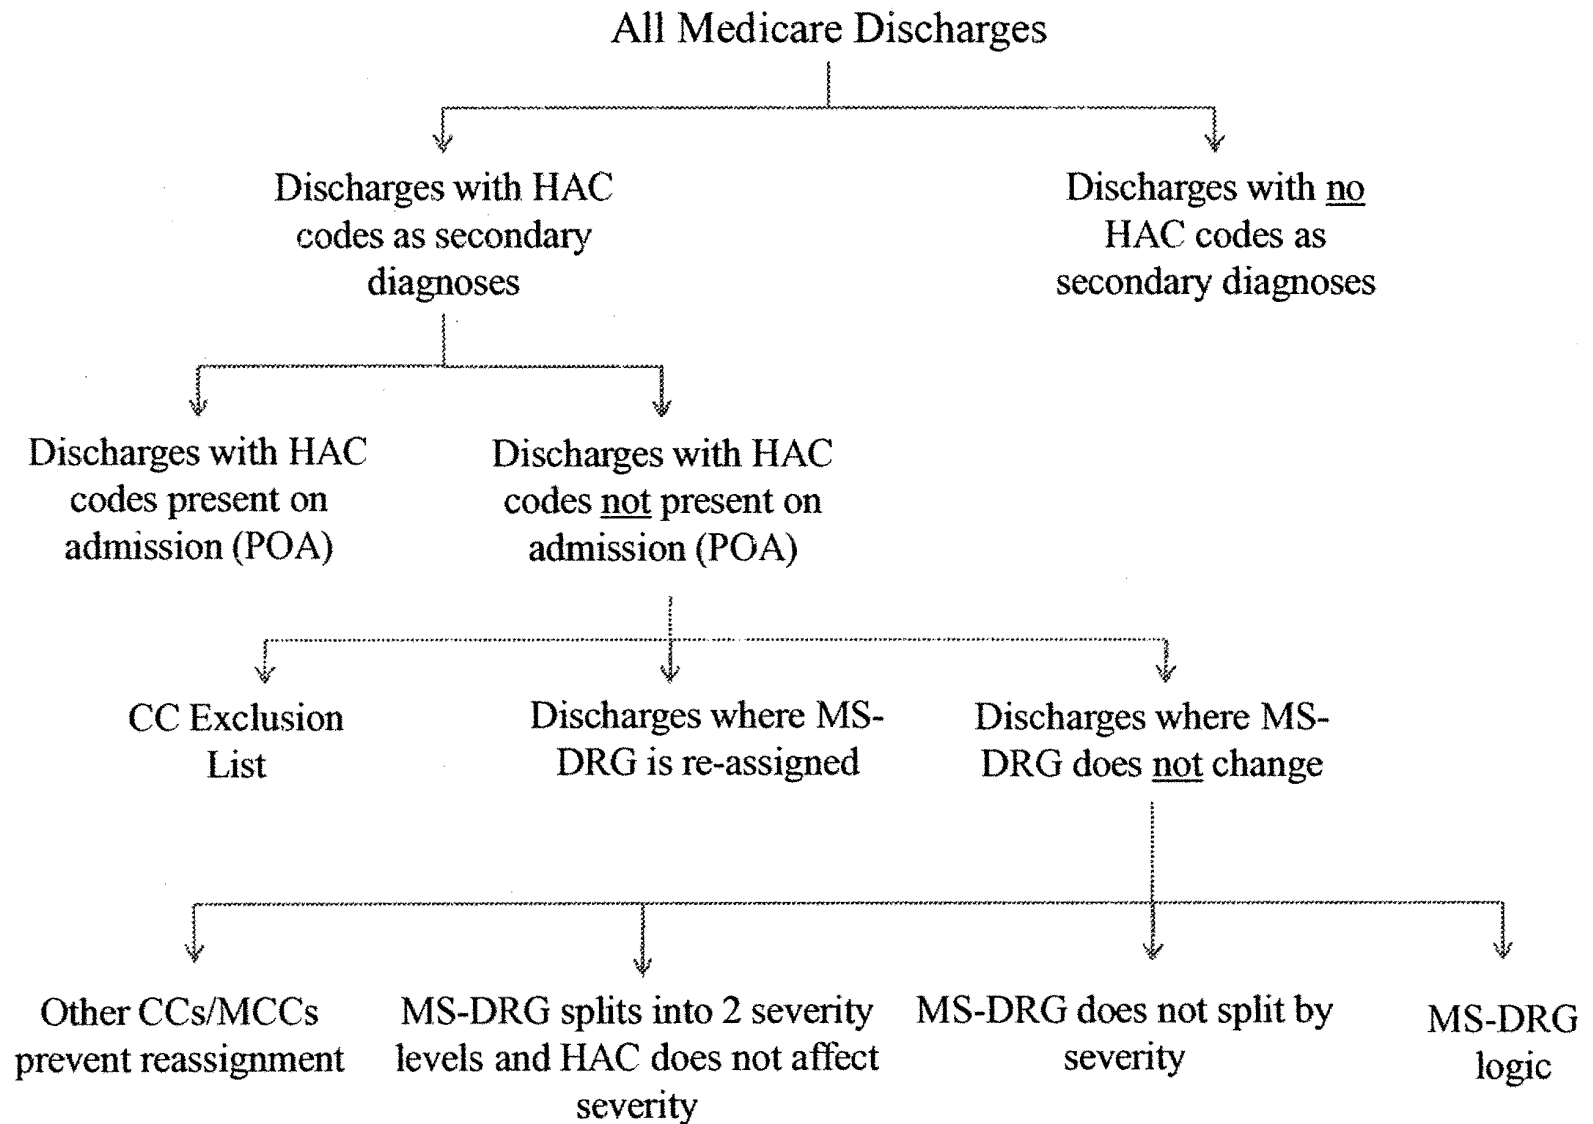 All Medicare Discharges
Discharges with HAC
codes as secondary
diagnoses
Discharges with no
HAC codes as
secondary diagnoses
Discharges with HAC
codes present on
admission (POA)
Discharges with HAC
codes not present on
admission (POA)
CC Exclusion
List
Discharges where MS-
DRG is re-assigned
Discharges where MS-
DRG does not change
Other CCs/MCCs
prevent reassignment
MS-DRG splits into 2 severity
levels and HAC does not affect
severity
MS-DRG does not split by
severity
MS-DRG
logic